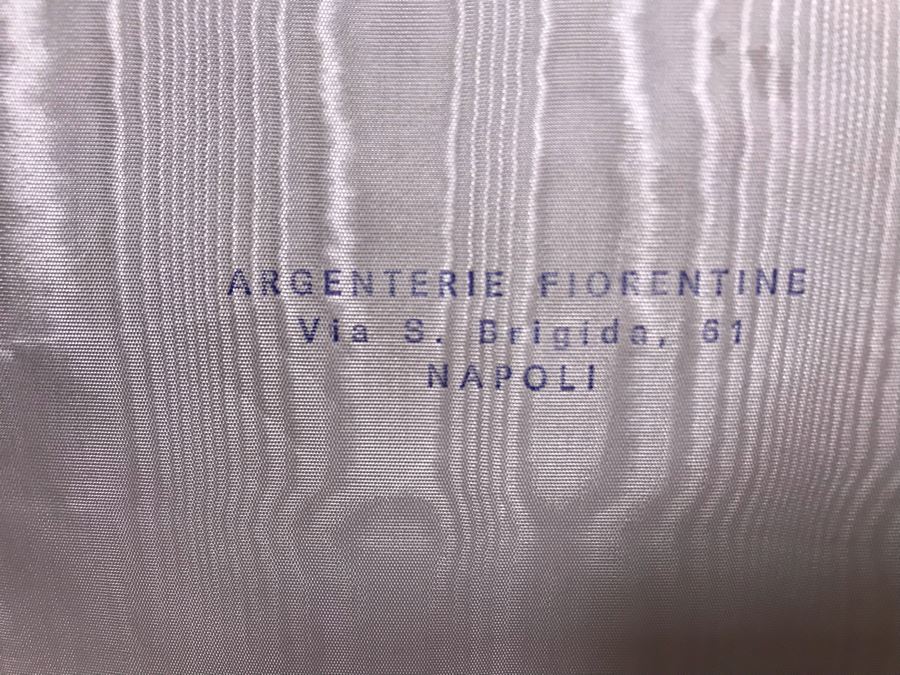 ARGENTERIE FIORENTINE
Via S. Brigida, 61
NAPOLI